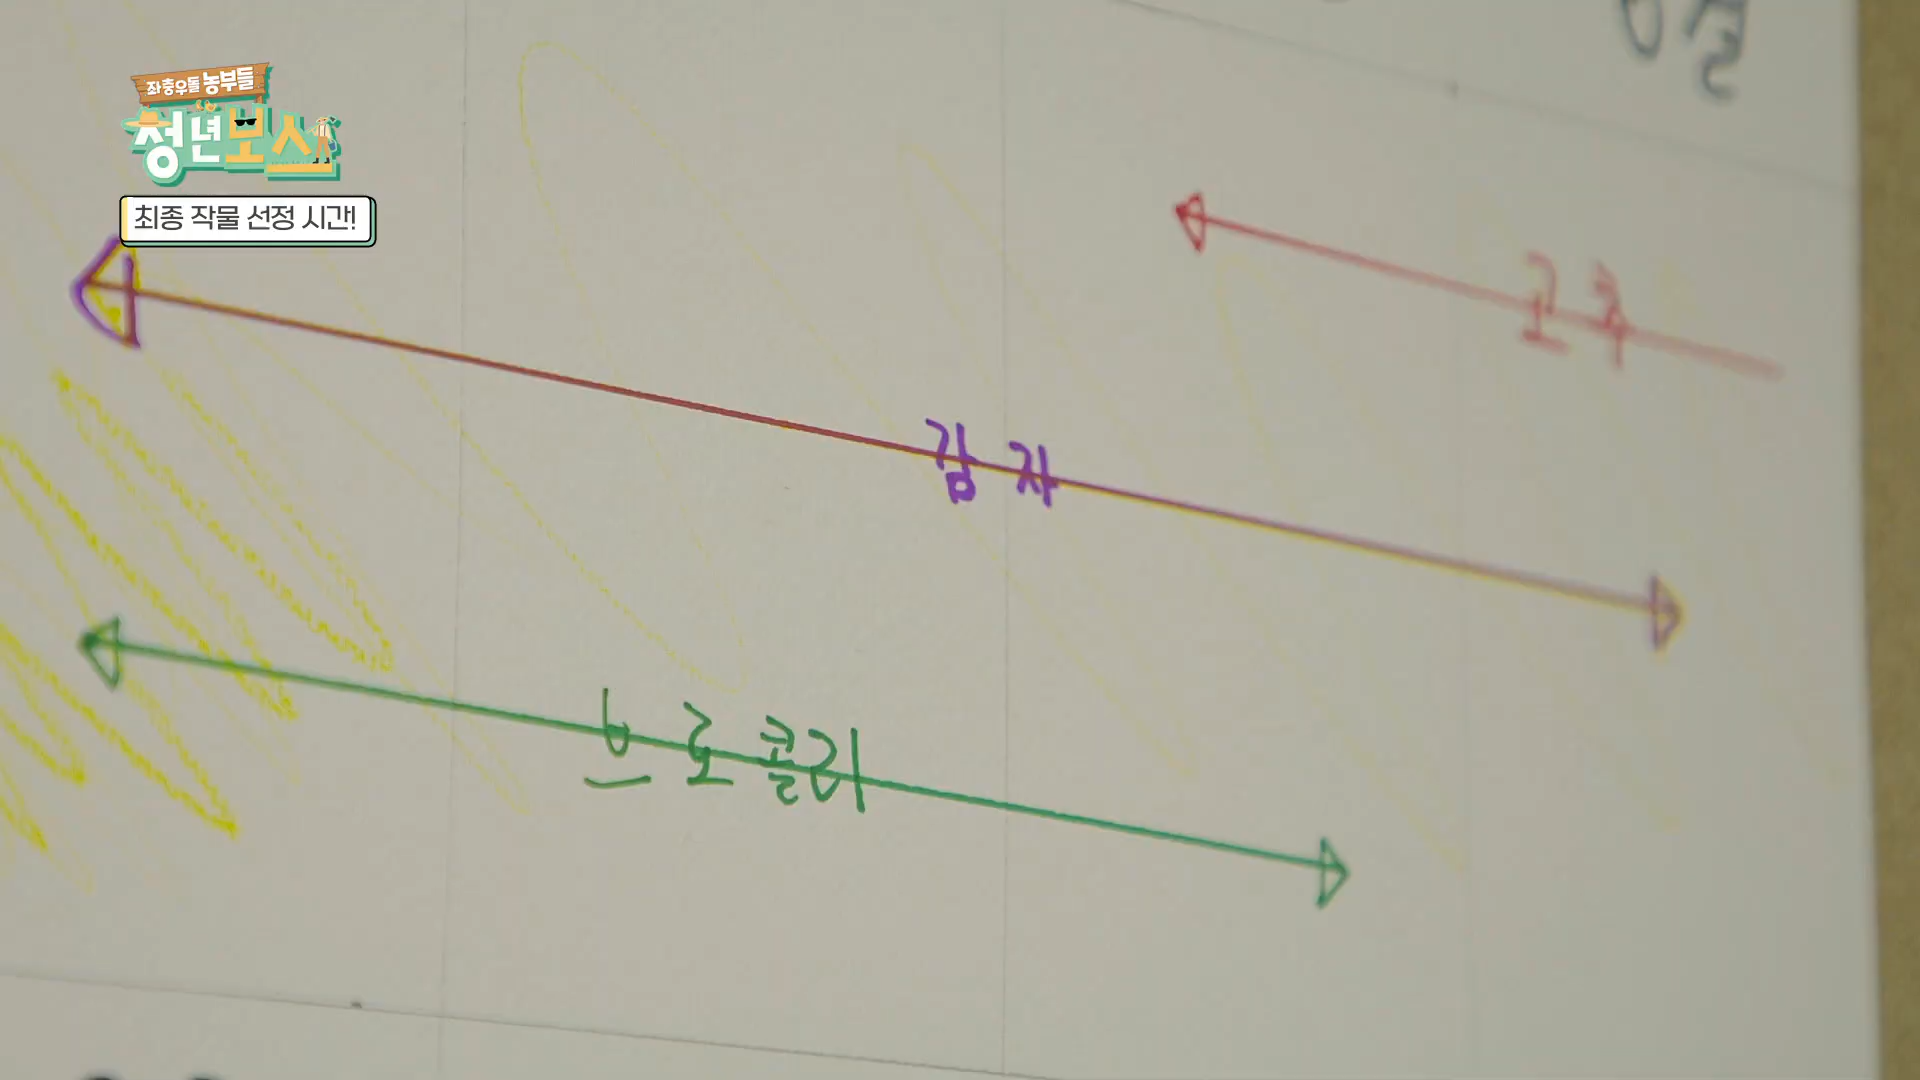 좌충우돌 농부들
청년보스
최종 작물 선정 시간!
고추
감자
브로콜리